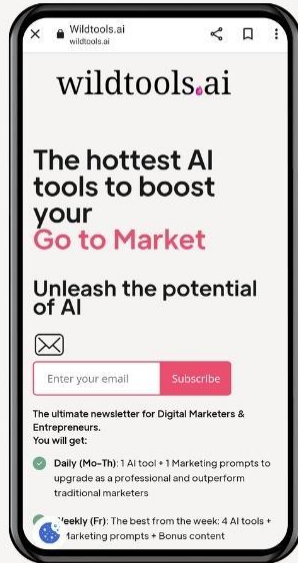 Wildtools.ai
wildtools.ai
wildtools.ai
The hottest AI
tools to boost
your
Go to Market
Unleash the potential
of AI
Enter your email
Subscribe
The ultimate newsletter for Digital Marketers &
Entrepreneurs.
You will get:
Daily (Mo-Th): 1 AI tool + 1 Marketing prompts to
upgrade as a professional and outperform
traditional marketers
(Fr): The best from the week: 4 AI tools +
prompts + Bonus content